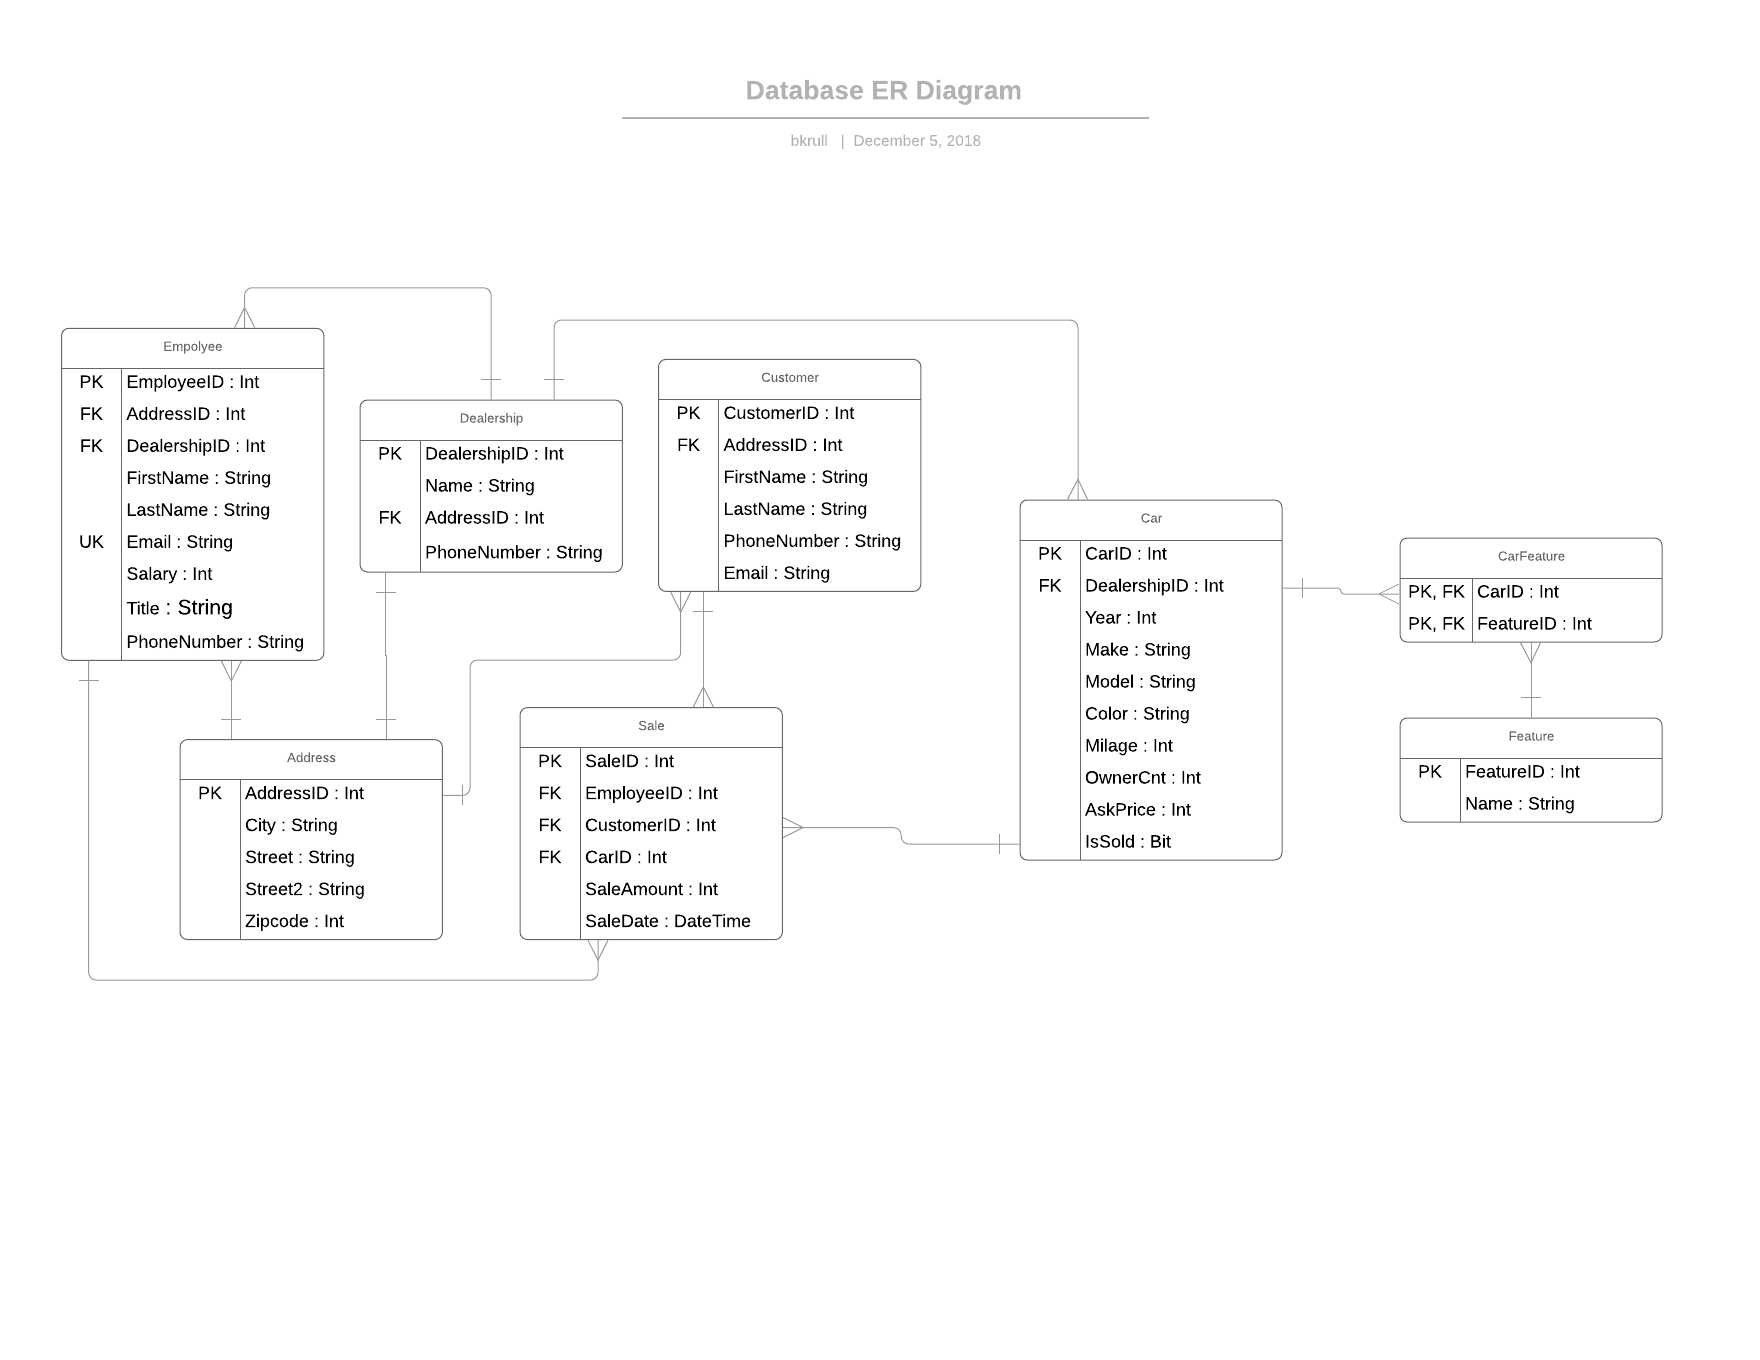 Database ER Diagram
bkrull | December 5, 2018
Empolyee
PK EmployeeID : Int
FK AddressID : Int
FK DealershipID : Int
FirstName : String
LastName : String
UK Email : String
Salary : Int
Title : String
PhoneNumber : String
Dealership
PK DealershipID : Int
Name : String
FK AddressID : Int
PhoneNumber : String
Customer
PK CustomerID : Int
FK AddressID : Int
FirstName : String
LastName : String
PhoneNumber : String
Email : String
Car
PK CarID : Int
FK DealershipID : Int
Year : Int
Make : String
Model : String
Color : String
Milage : Int
OwnerCnt : Int
AskPrice : Int
IsSold : Bit
CarFeature
PK, FK CarID : Int
PK, FK FeatureID : Int
Feature
PK FeatureID : Int
Name : String
Address
PK AddressID : Int
City : String
Street : String
Street2 : String
Zipcode : Int
Sale
PK SaleID : Int
FK EmployeeID : Int
FK CustomerID : Int
FK CarID : Int
SaleAmount : Int
SaleDate : DateTime